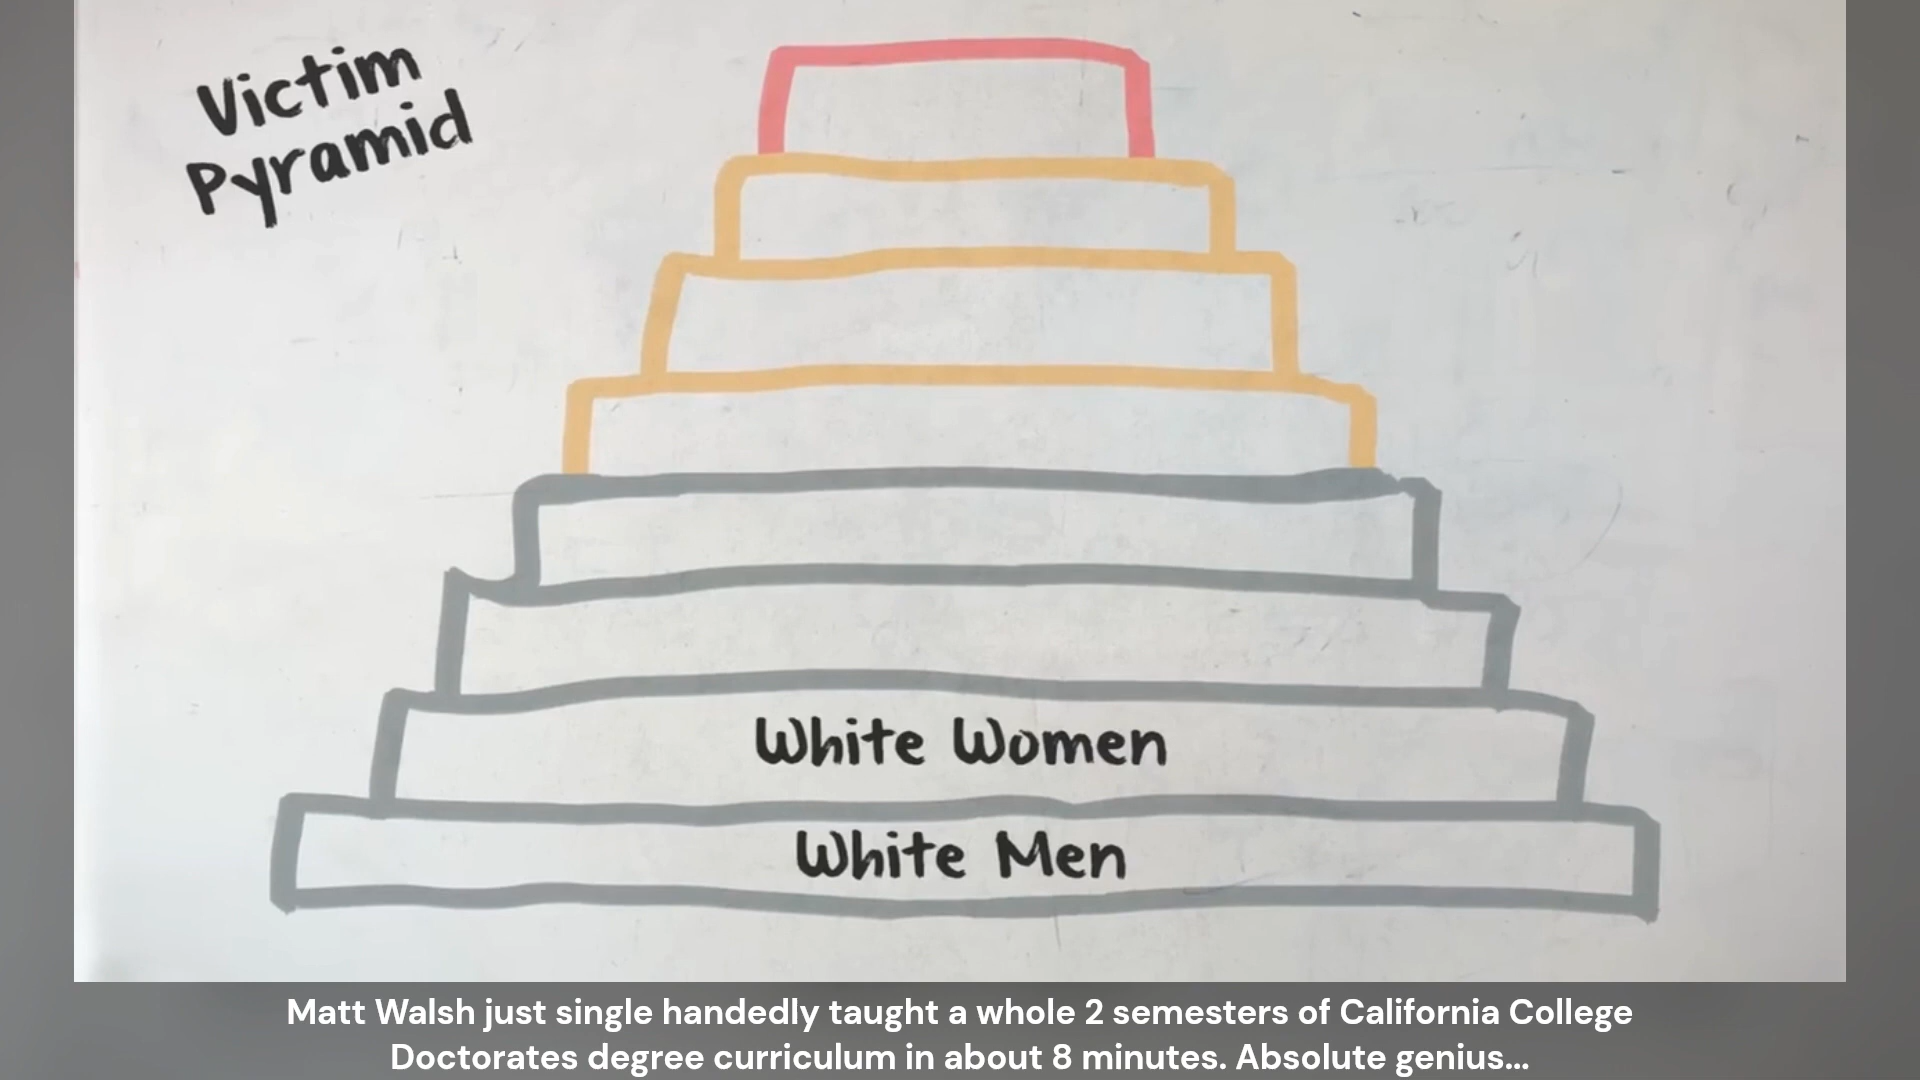 Victim
Pyramid
White Women
White Men
Matt Walsh just single handedly taught a whole 2 semesters of California College
Doctorates degree curriculum in about 8 minutes. Absolute genius...